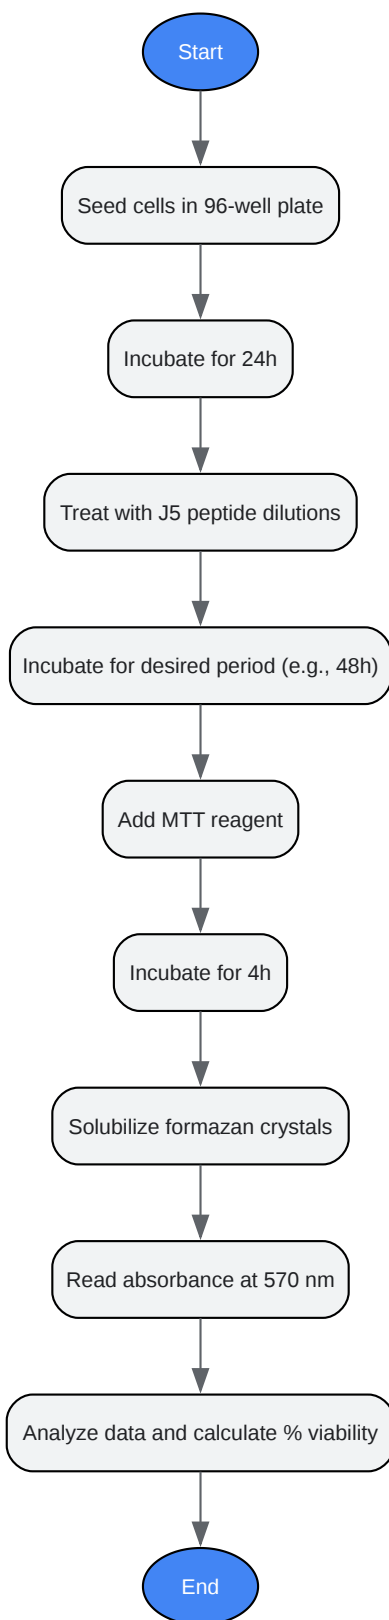 Start
Seed cells in 96-well plate
Incubate for 24h
Treat with J5 peptide dilutions
Incubate for desired period (e.g., 48h)
Add MTT reagent
Incubate for 4h
Solubilize formazan crystals
Read absorbance at 570 nm
Analyze data and calculate % viability
End